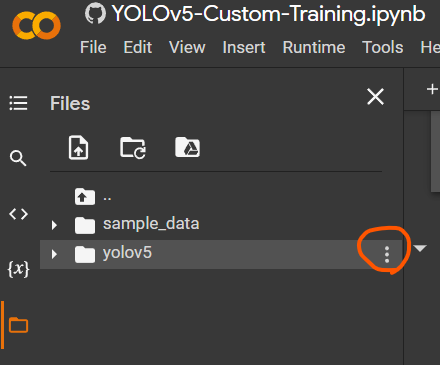 YOLOv5-Custom-Training.ipynb
File Edit View Insert Runtime Tools He
Files
..
sample_data
yolov5
{x}